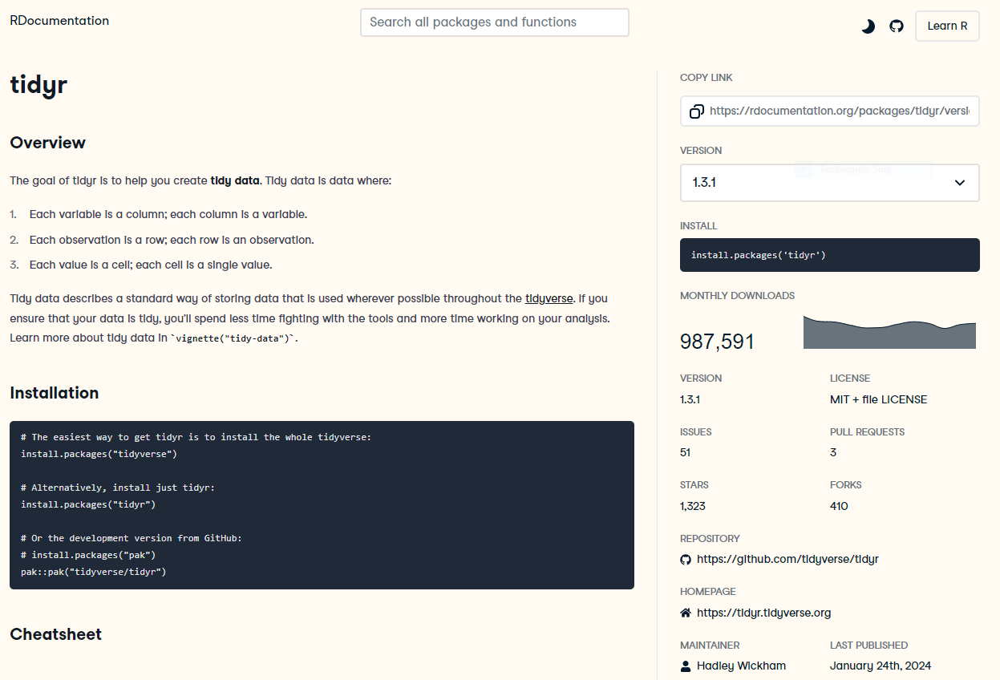 RDocumentation
Search all packages and functions
Learn R
tidyr
Overview
The goal of tidyr is to help you create tidy data. Tidy data is data where:
1. Each variable is a column; each column is a variable.
2. Each observation is a row; each row is an observation.
3. Each value is a cell; each cell is a single value.
Tidy data describes a standard way of storing data that is used wherever possible throughout the tidyverse. If you
ensure that your data is tidy, you'll spend less time fighting with the tools and more time working on your analysis.
Learn more about tidy data in `vignette("tidy-data")`.
Installation
# The easiest way to get tidyr is to install the whole tidyverse:
install.packages("tidyverse")
# Alternatively, install just tidyr:
install.packages("tidyr")
# Or the development version from GitHub:
# install.packages("pak")
pak::pak("tidyverse/tidyr")
Cheatsheet
COPY LINK
https://rdocumentation.org/packages/tidyr/versi
VERSION
Rectangular Snip
1.3.1
INSTALL
install.packages('tidyr')
MONTHLY DOWNLOADS
987,591
VERSION LICENSE
1.3.1 MIT + file LICENSE
ISSUES PULL REQUESTS
51 3
STARS FORKS
1,323 410
REPOSITORY
https://github.com/tidyverse/tidyr
HOMEPAGE
https://tidyr.tidyverse.org
MAINTAINER LAST PUBLISHED
Hadley Wickham January 24th, 2024